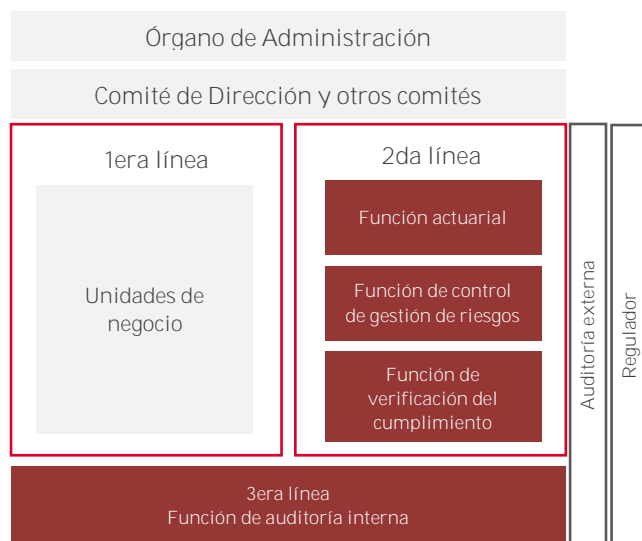 Órgano de Administración
Comité de Dirección y otros comités
1era línea
Unidades de
negocio
2da línea
Función actuarial
Función de control
de gestión de riesgos
Función de
verificación del
cumplimiento
3era línea
Función de auditoría interna
Auditoría externa
Regulador